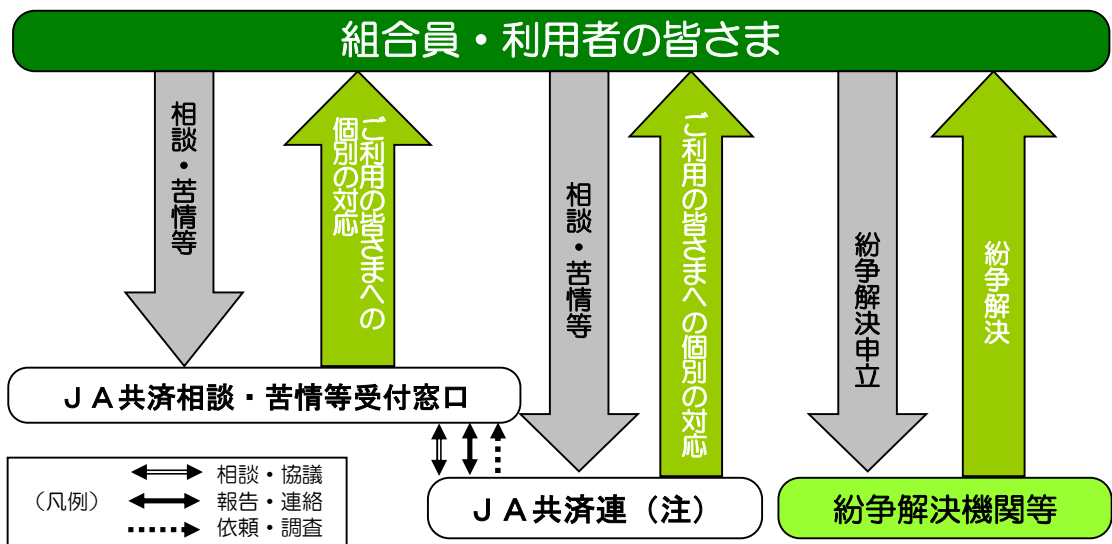 組合員・利用者の皆さま
相談・苦情等
ご利用の皆さまへの
個別の対応
相談・苦情等
ご利用の皆さまへの個別の対応
紛争解決申立
紛争解決
ＪＡ共済相談・苦情等受付窓口
（凡例）
相談・協議
報告・連絡
依頼・調査
ＪＡ共済連（注）
紛争解決機関等